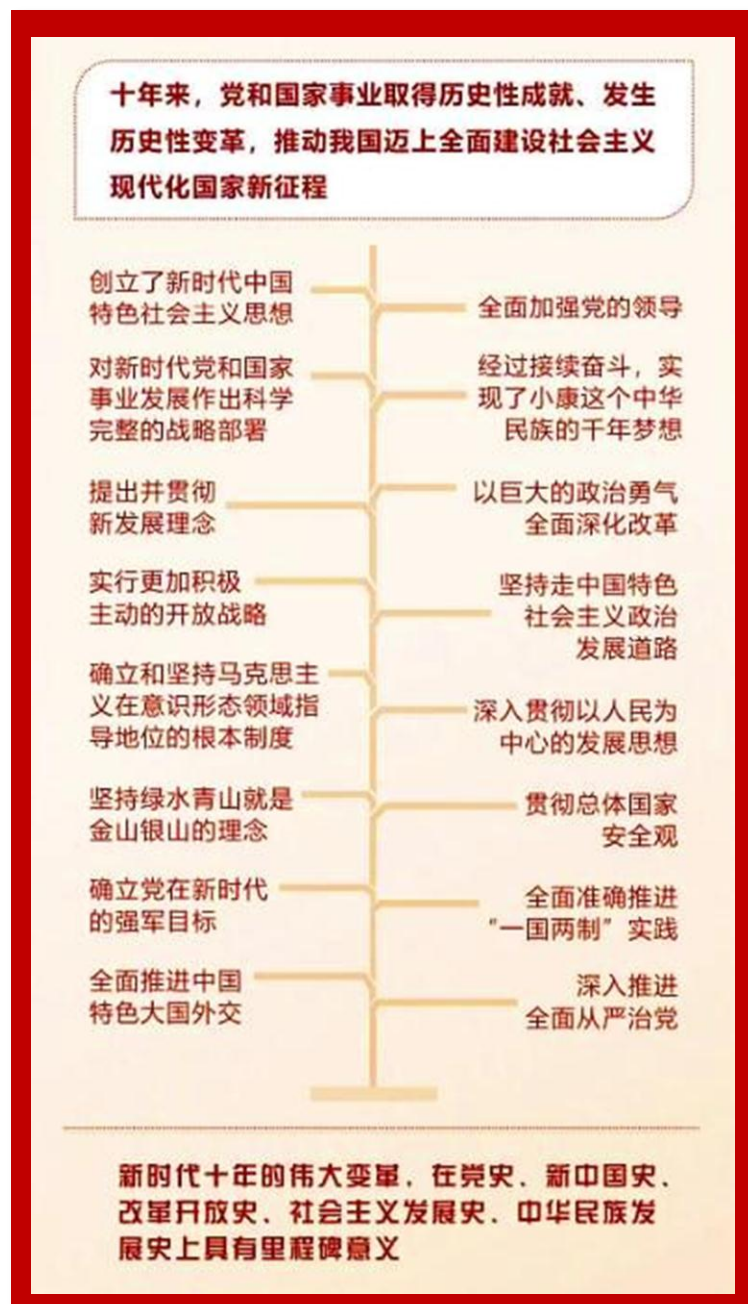 十年来，党和国家事业取得历史性成就、发生
历史性变革，推动我国迈上全面建设社会主义
现代化国家新征程
创立了新时代中国
特色社会主义思想
全面加强党的领导
对新时代党和国家
事业发展作出科学
完整的战略部署
经过接续奋斗，实
现了小康这个中华
民族的千年梦想
提出并贯彻
新发展理念
以巨大的政治勇气
全面深化改革
实行更加积极
主动的开放战略
坚持走中国特色
社会主义政治
发展道路
确立和坚持马克思主
义在意识形态领域指
导地位的根本制度
深入贯彻以人民为
中心的发展思想
坚持绿水青山就是
金山银山的理念
贯彻总体国家
安全观
确立党在新时代
的强军目标
全面准确推进
“一国两制”实践
全面推进中国
特色大国外交
深入推进
全面从严治党
新时代十年的伟大变革，在党史、新中国史、
改革开放史、社会主义发展史、中华民族发
展史上具有里程碑意义